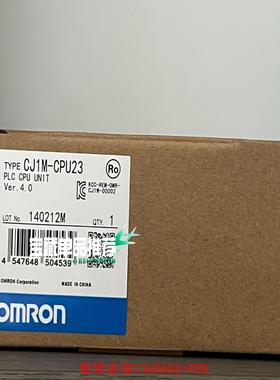 TYPE CJ1M-CPU23
PLC CPU UNIT
Ver.4.0
Ro
KCC-REM-OMR-
CJ1M-00002
LOT No. 140212M
QTY. 1
4 547648 504539
OMRON Corporation
MADE IN CHINA
OMRON